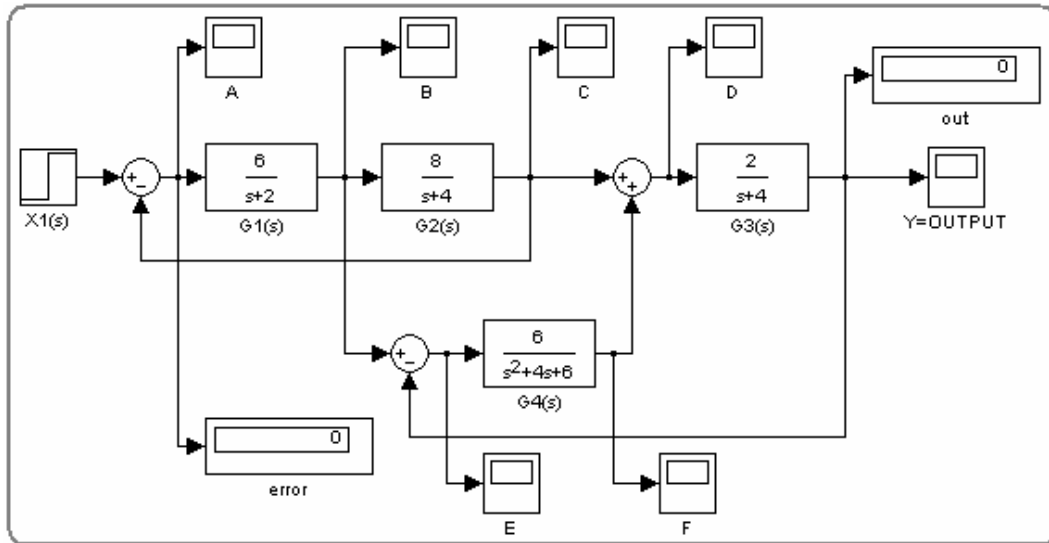 0
A
B
C
D
out
+
-
6
s+2
8
s+4
+
+
2
s+4
X1(s)
G1(s)
G2(s)
G3(s)
Y=OUTPUT
+
-
6
s²+4s+6
G4(s)
0
error
E
F